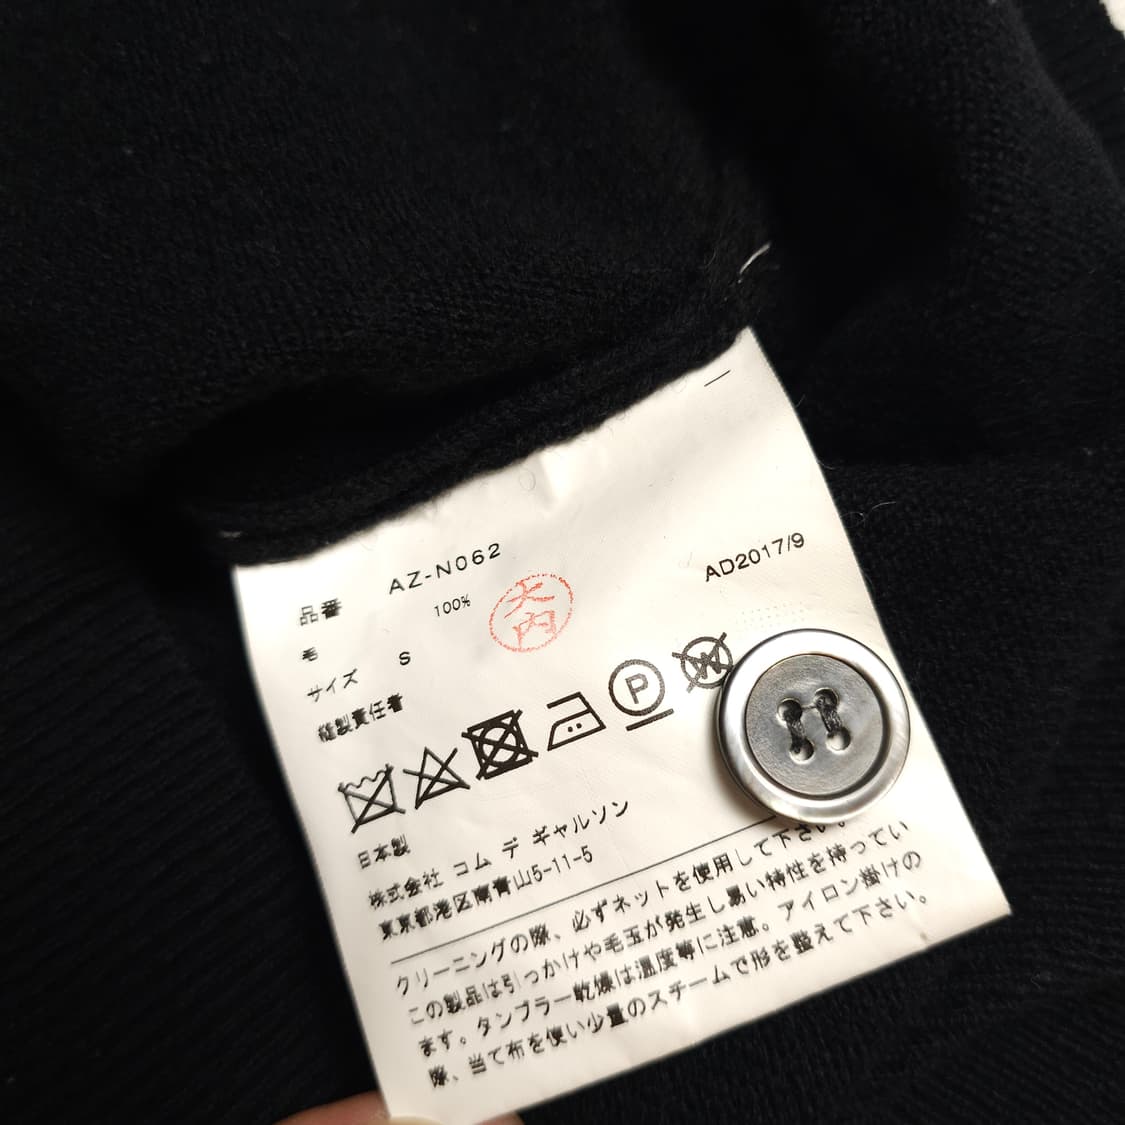 品番 AZ-N062 AD2017/9
毛 100%
大内
サイズ S
縫製責任者
P
W
日本製
株式会社 コム デ ギャルソン
東京都港区南青山5-11-5
クリーニングの際、必ずネットを使用して下さい。
この製品は引っかけや毛玉が発生し易い特性を持ってい
ます。タンブラー乾燥は温度等に注意。アイロン掛けの
際、当て布を使い少量のスチームで形を整えて下さい。